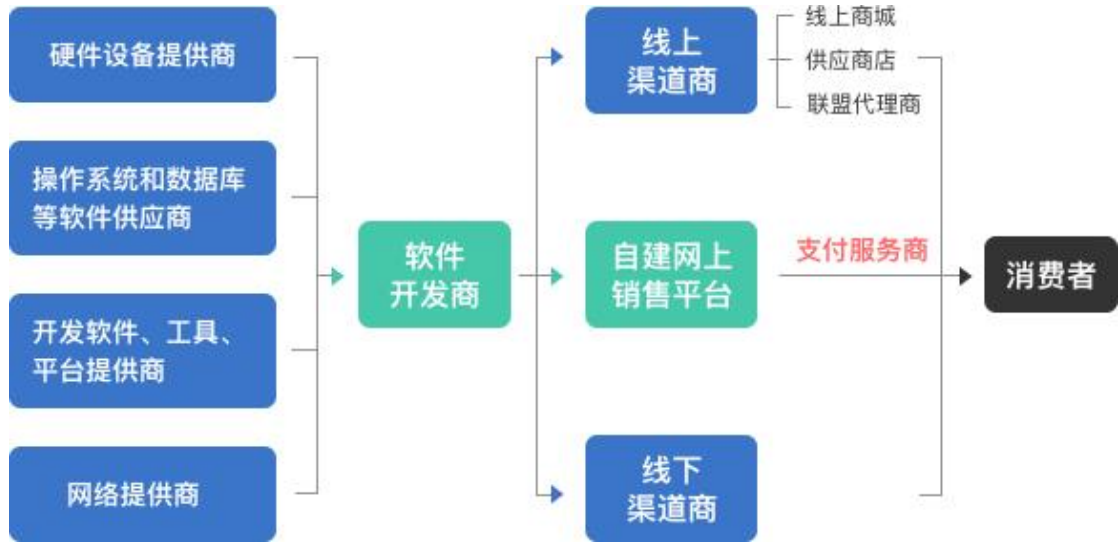 硬件设备提供商
操作系统和数据库
等软件供应商
开发软件、工具、
平台提供商
网络提供商
软件
开发商
线上
渠道商
线上商城
供应商店
联盟代理商
自建网上
销售平台
支付服务商
线下
渠道商
消费者